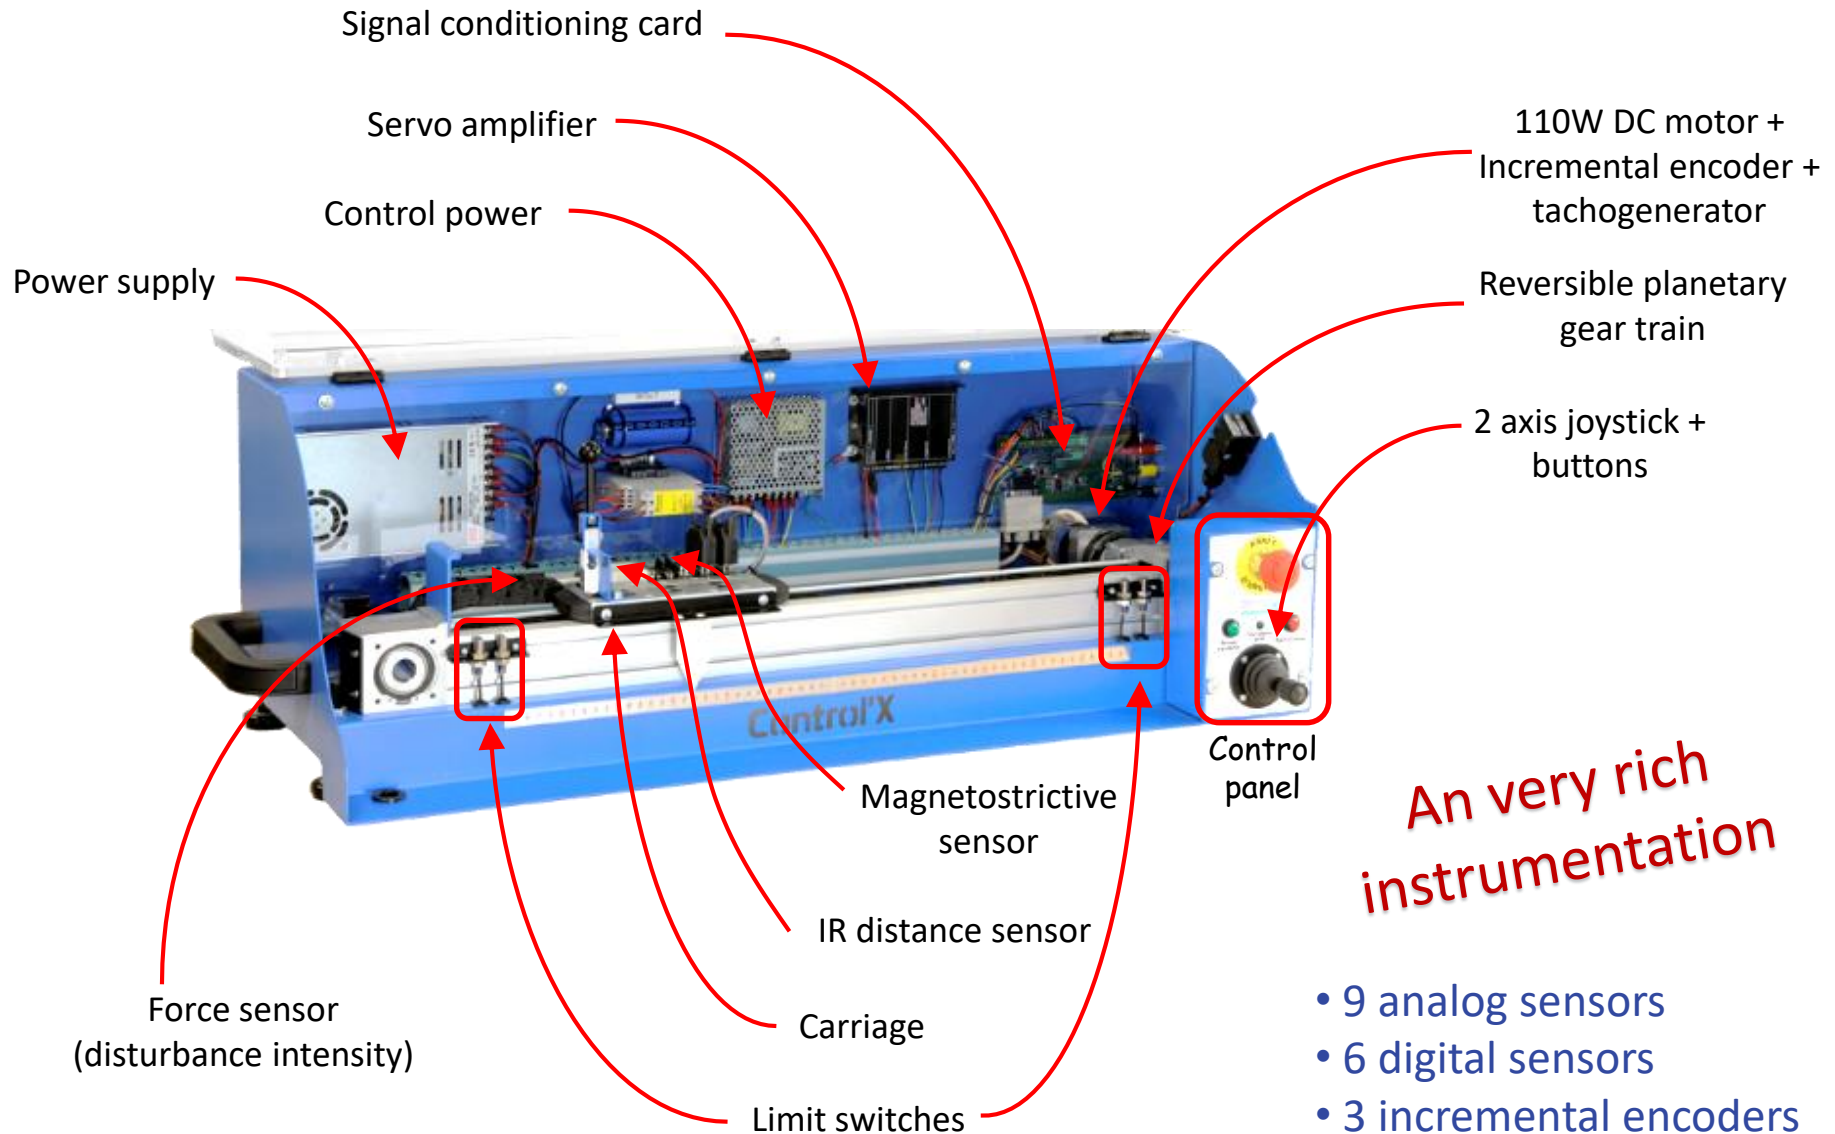 Signal conditioning card
Servo amplifier
Control power
Power supply
110W DC motor +
Incremental encoder +
tachogenerator
Reversible planetary
gear train
2 axis joystick +
buttons
Control'X
Control
panel
Magnetostrictive
sensor
IR distance sensor
Carriage
Limit switches
Force sensor
(disturbance intensity)
An very rich
instrumentation
• 9 analog sensors
• 6 digital sensors
• 3 incremental encoders